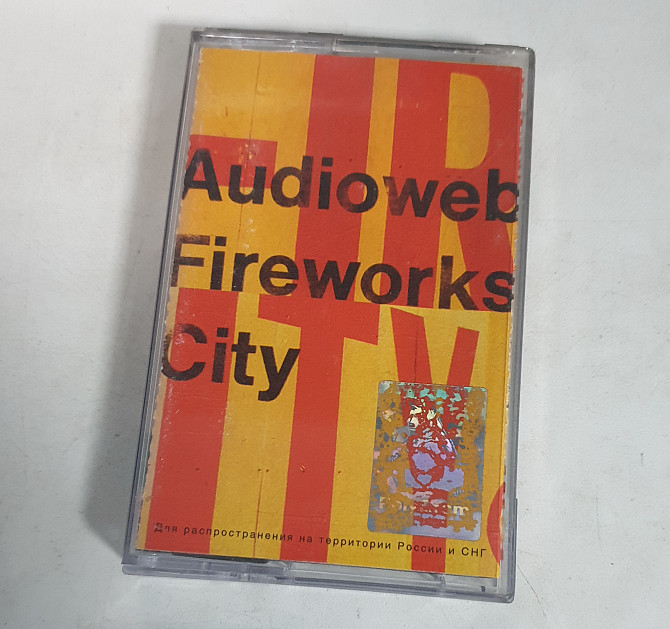 Audioweb
Fireworks
City
Для распространения на территории России и СНГ